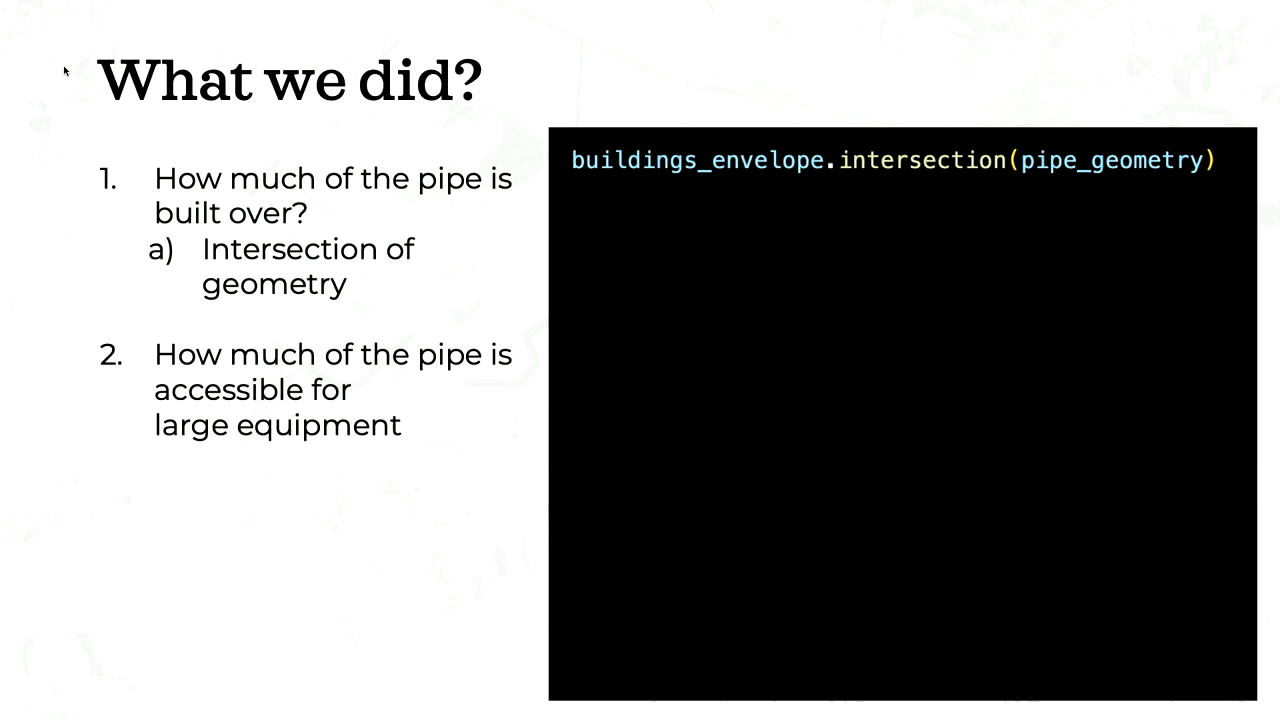 What we did?
1. How much of the pipe is
built over?
a) Intersection of
geometry
2. How much of the pipe is
accessible for
large equipment
buildings_envelope.intersection(pipe_geometry)